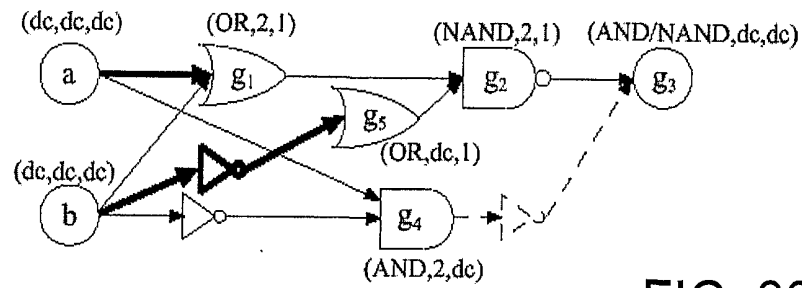 (dc,dc,dc)
(OR,2,1)
(NAND,2,1)
(AND/NAND,dc,dc)
a
g₁
g₂
g₃
g₅
(OR,dc,1)
(dc,dc,dc)
b
g₄
(AND,2,dc)